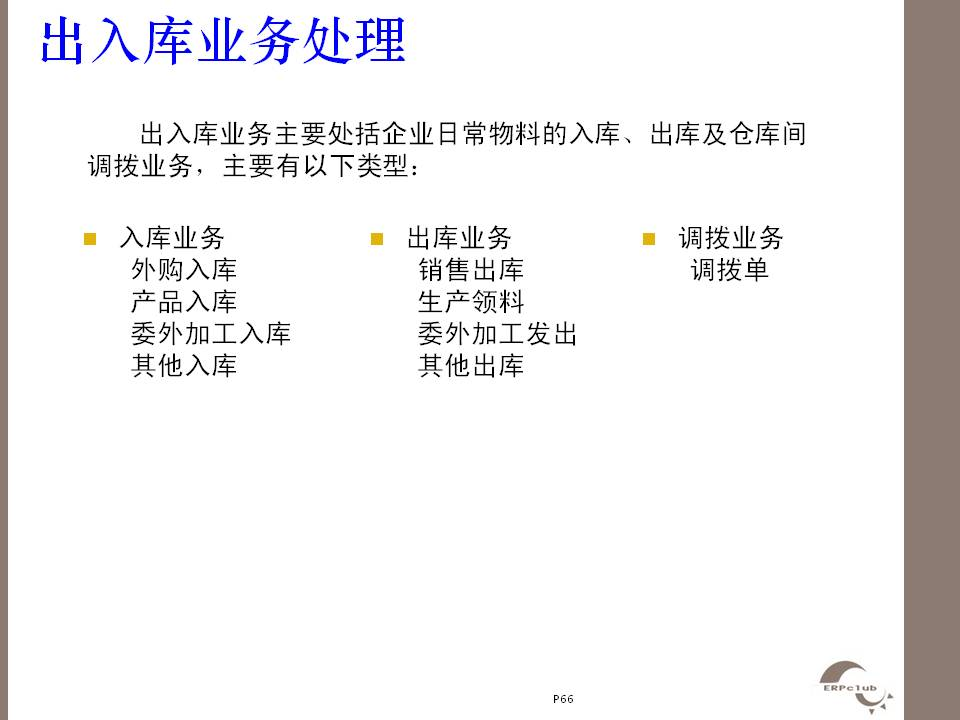 出入库业务处理
出入库业务主要处括企业日常物料的入库、出库及仓库间
调拨业务，主要有以下类型：
入库业务
外购入库
产品入库
委外加工入库
其他入库
出库业务
销售出库
生产领料
委外加工发出
其他出库
调拨业务
调拨单
ERPclub
P66